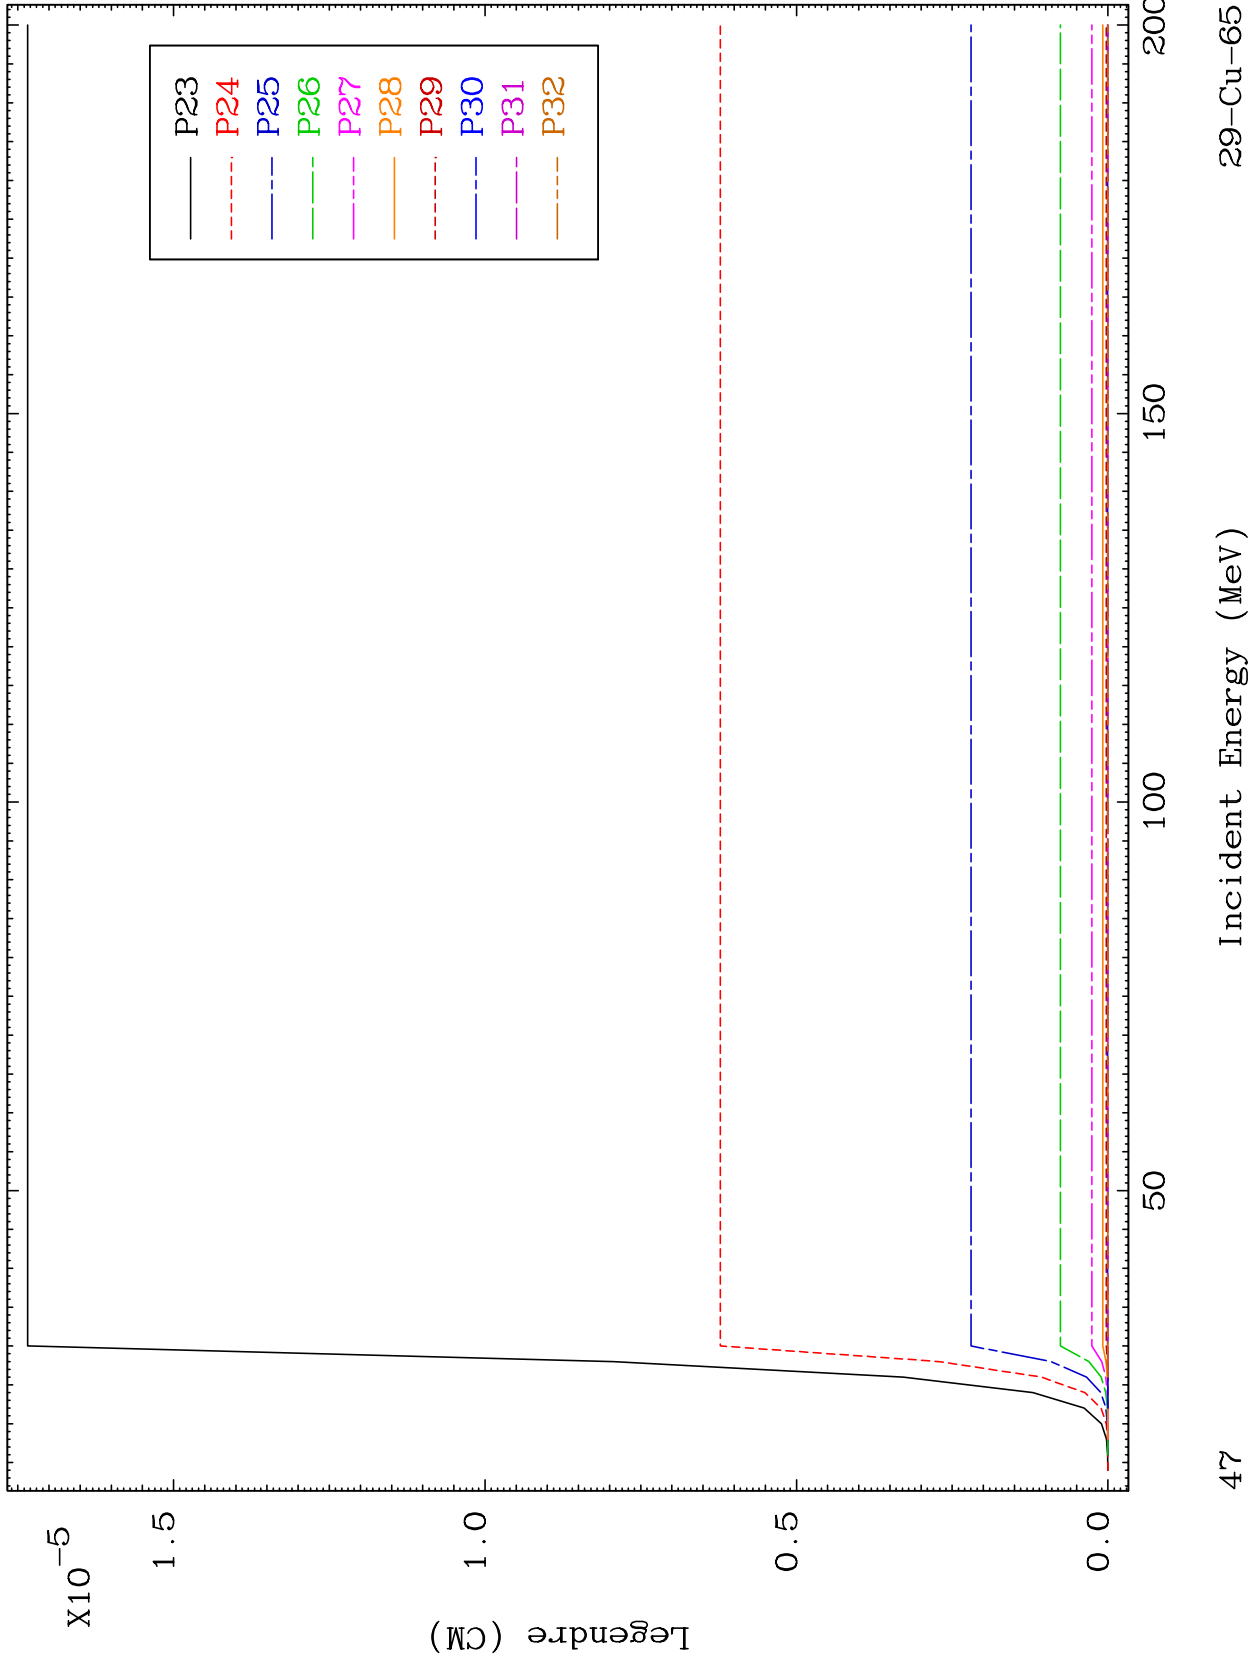 X10-5
1.5
1.0
0.5
0.0
Legendre (CM)
P23
P24
P25
P26
P27
P28
P29
P30
P31
P32
50
100
150
200
Incident Energy (MeV)
47
29-Cu-65